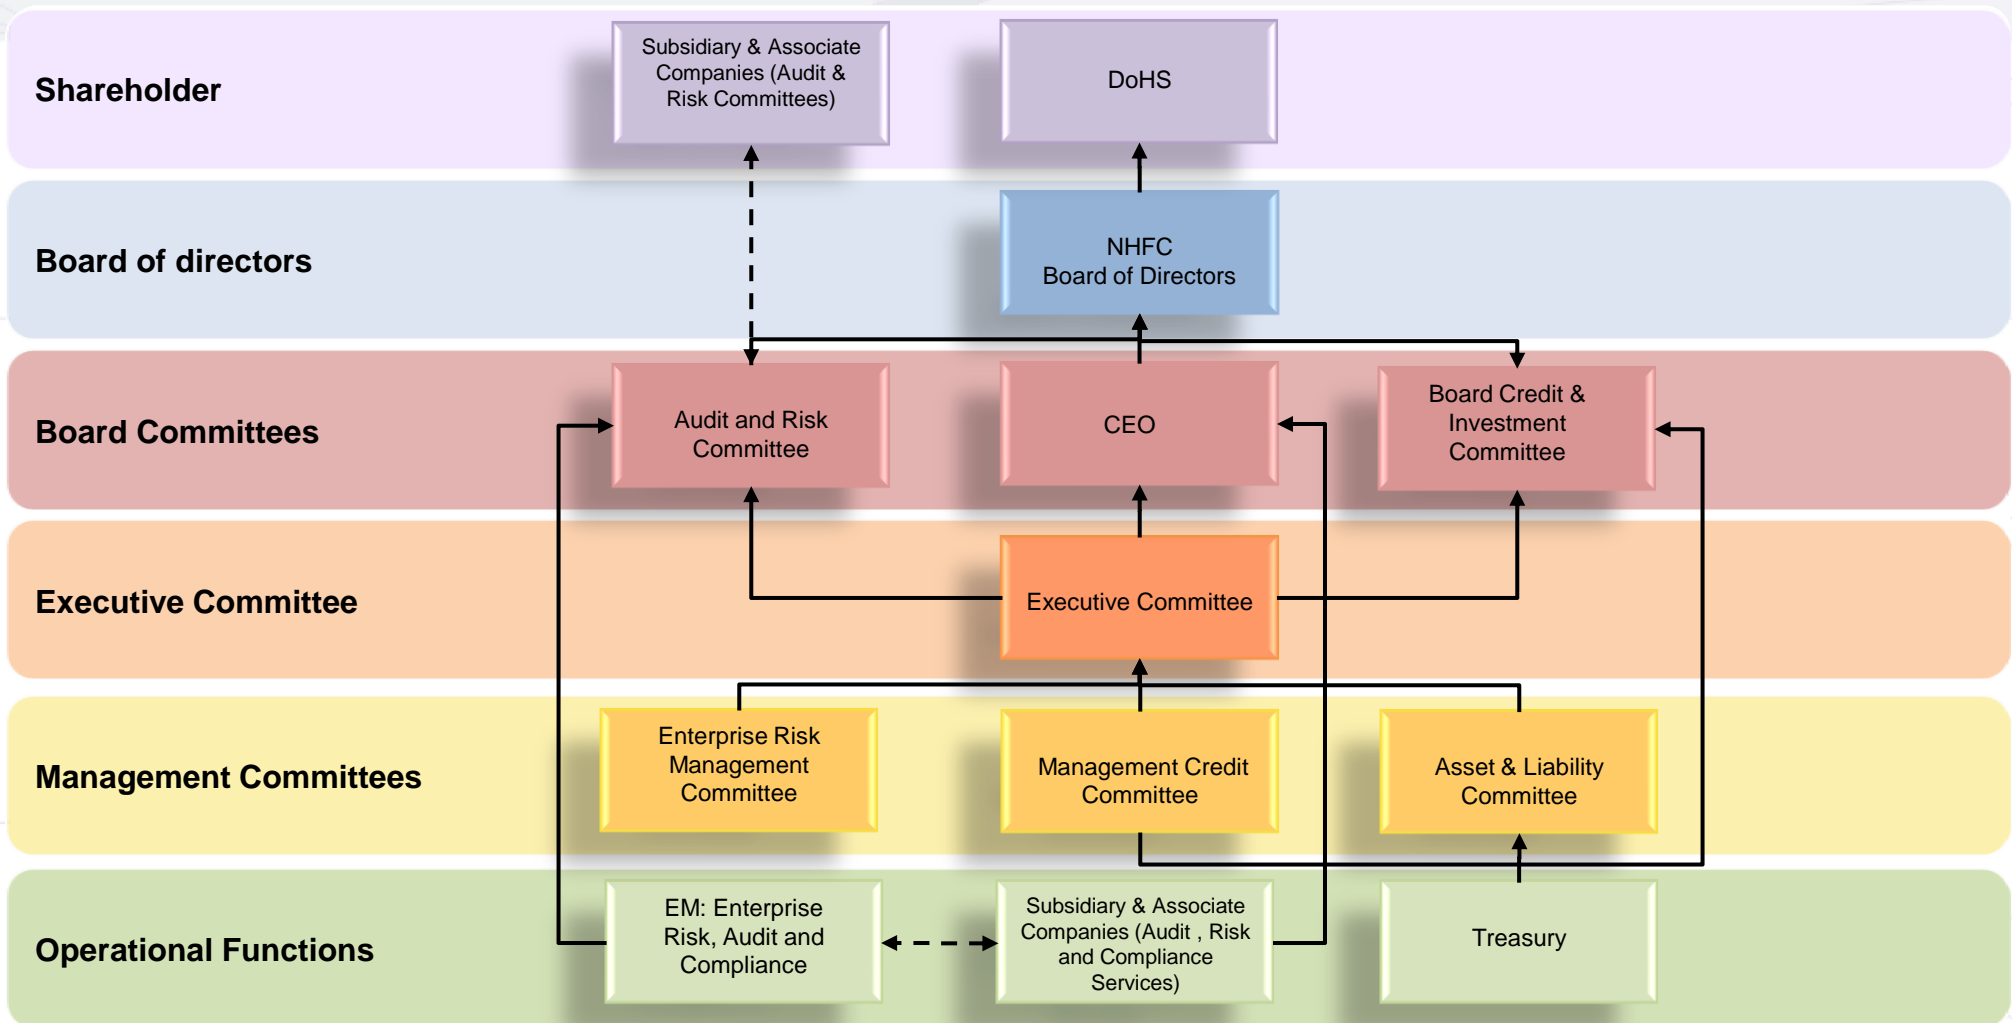 Shareholder
Subsidiary & Associate
Companies (Audit &
Risk Committees)
DoHS
Board of directors
NHFC
Board of Directors
Board Committees
Audit and Risk
Committee
CEO
Board Credit &
Investment
Committee
Executive Committee
Executive Committee
Management Committees
Enterprise Risk
Management
Committee
Management Credit
Committee
Asset & Liability
Committee
Operational Functions
EM: Enterprise
Risk, Audit and
Compliance
Subsidiary & Associate
Companies (Audit , Risk
and Compliance
Services)
Treasury